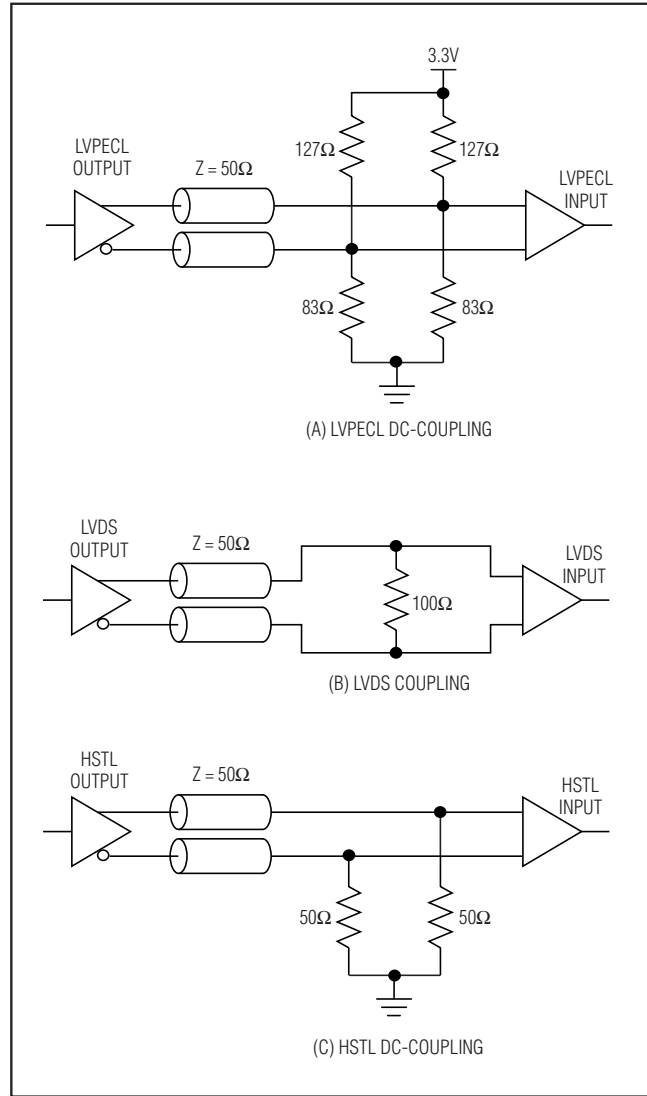 3.3V
LVPECL
OUTPUT
Z = 50Ω
127Ω
127Ω
LVPECL
INPUT
83Ω
83Ω
(A) LVPECL DC-COUPLING
LVDS
OUTPUT
Z = 50Ω
LVDS
INPUT
100Ω
(B) LVDS COUPLING
HSTL
OUTPUT
Z = 50Ω
HSTL
INPUT
50Ω
50Ω
(C) HSTL DC-COUPLING